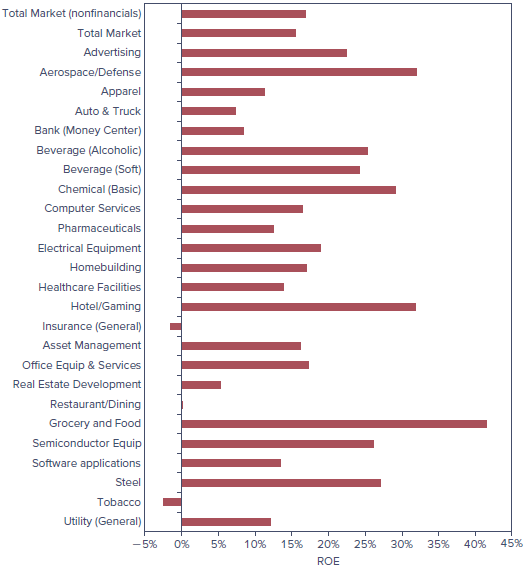 Total Market (nonfinancials)
Total Market
Advertising
Aerospace/Defense
Apparel
Auto & Truck
Bank (Money Center)
Beverage (Alcoholic)
Beverage (Soft)
Chemical (Basic)
Computer Services
Pharmaceuticals
Electrical Equipment
Homebuilding
Healthcare Facilities
Hotel/Gaming
Insurance (General)
Asset Management
Office Equip & Services
Real Estate Development
Restaurant/Dining
Grocery and Food
Semiconductor Equip
Software applications
Steel
Tobacco
Utility (General)
–5% 0% 5% 10% 15% 20% 25% 30% 35% 40% 45%
ROE